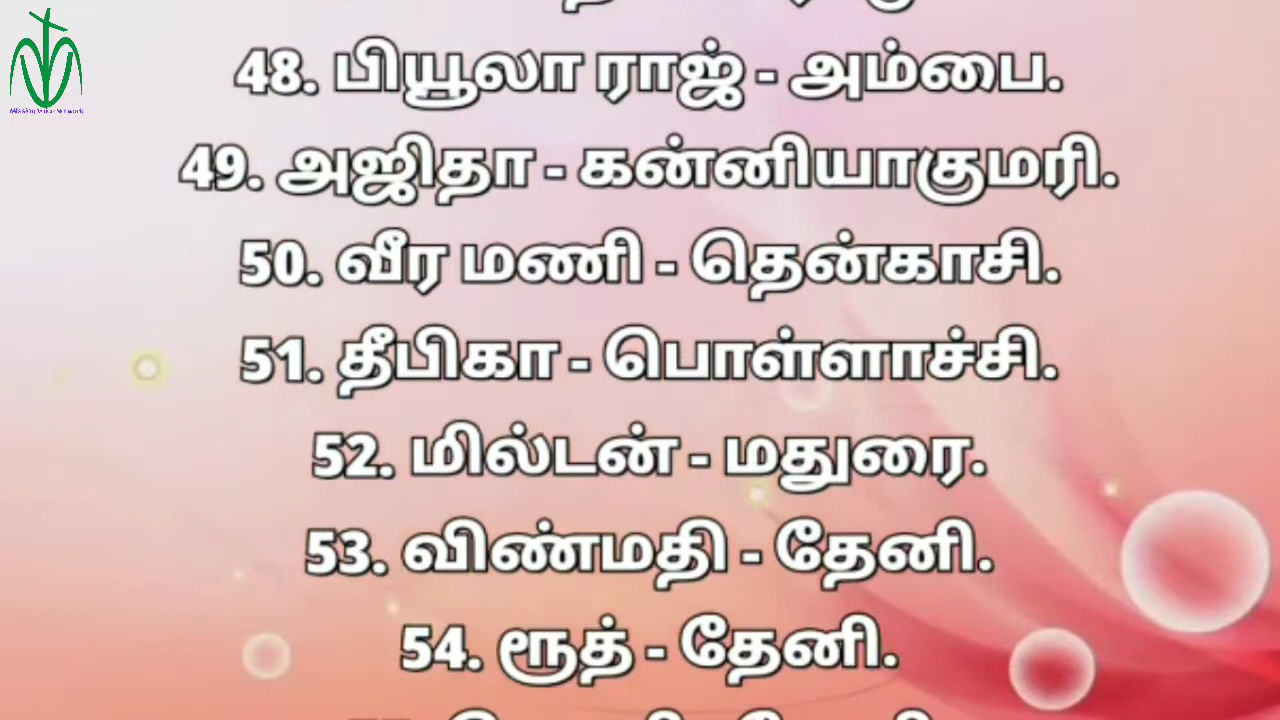 48. பியூலா ராஜ் - அம்பை.
49. அஜிதா - கன்னியாகுமரி.
50. வீர மணி - தென்காசி.
51. தீபிகா - பொள்ளாச்சி.
52. மில்டன் - மதுரை.
53. விண்மதி - தேனி.
54. ரூத் - தேனி.